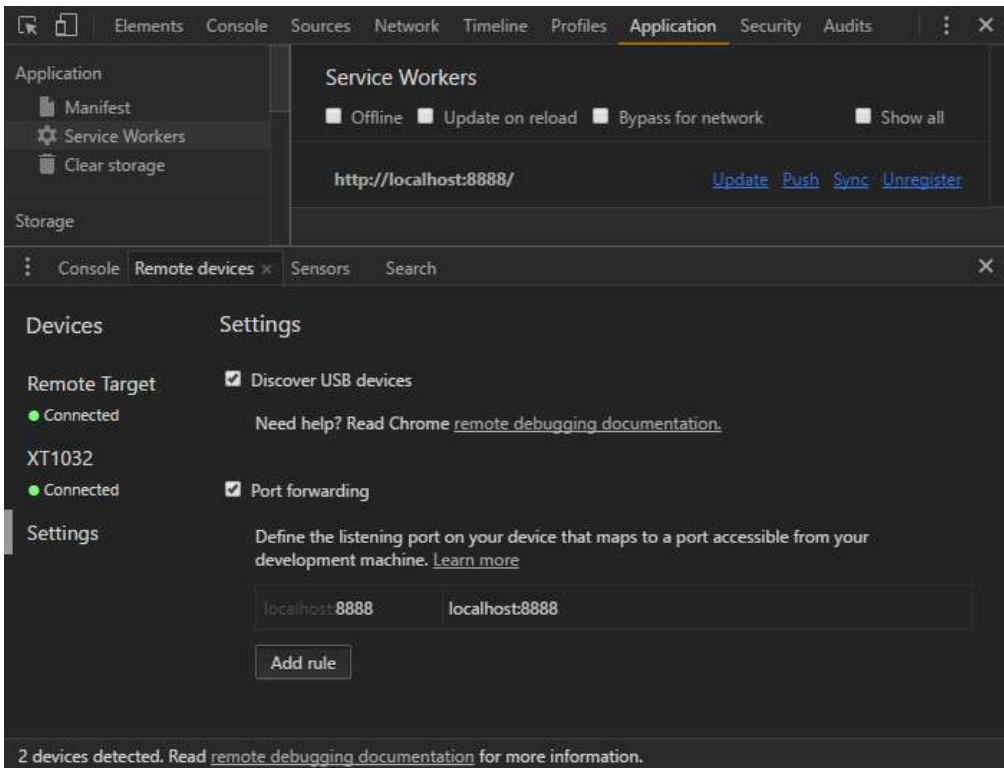 Elements Console Sources Network Timeline Profiles Application Security Audits
Application
Manifest
Service Workers
Clear storage
Storage
Service Workers
Offline Update on reload Bypass for network Show all
http://localhost:8888/ Update Push Sync Unregister
Console Remote devices × Sensors Search
Devices
Remote Target
Connected
XT1032
Connected
Settings
Settings
Discover USB devices
Need help? Read Chrome remote debugging documentation.
Port forwarding
Define the listening port on your device that maps to a port accessible from your
development machine. Learn more
localhost:8888 localhost:8888
Add rule
2 devices detected. Read remote debugging documentation for more information.